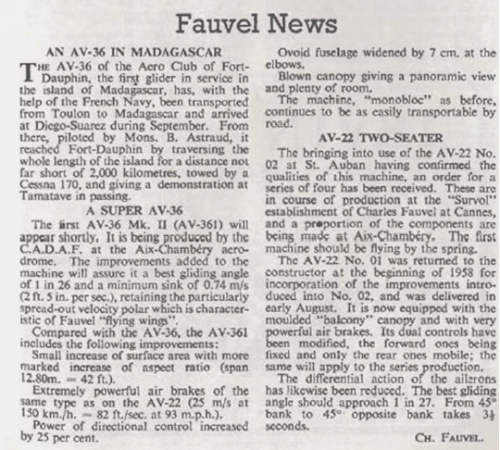 Fauvel News
AN AV-36 IN MADAGASCAR
THE AV-36 of the Aero Club of Fort-
Dauphin, the first glider in service in
the island of Madagascar, has, with the
help of the French Navy, been transported
from Toulon to Madagascar and arrived
at Diego-Suarez during September. From
there, piloted by Mons. B. Astraud, it
reached Fort-Dauphin by traversing the
whole length of the island for a distance not
far short of 2,000 kilometres, towed by a
Cessna 170, and giving a demonstration at
Tamatave in passing.
A SUPER AV-36
The first AV-36 Mk. II (AV-361) will
appear shortly. It is being produced by the
C.A.D.A.F. at the Aix-Chambéry aero-
drome. The improvements added to the
machine will assure it a best gliding angle
of 1 in 26 and a minimum sink of 0.74 m/s
(2 ft. 5 in. per sec.), retaining the particularly
spread-out velocity polar which is character-
istic of Fauvel "flying wings".
Compared with the AV-36, the AV-361
includes the following improvements:
Small increase of surface area with more
marked increase of aspect ratio (span
12.80m. = 42 ft.).
Extremely powerful air brakes of the
same type as on the AV-22 (25 m/s at
150 km./h. = 82 ft./sec. at 93 m.p.h.).
Power of directional control increased
by 25 per cent.
Ovoid fuselage widened by 7 cm. at the
elbows.
Blown canopy giving a panoramic view
and plenty of room.
The machine, "monobloc" as before,
continues to be as easily transportable by
road.
AV-22 TWO-SEATER
The bringing into use of the AV-22 No.
02 at St. Auban having confirmed the
qualities of this machine, an order for a
series of four has been received. These are
in course of production at the "Survol"
establishment of Charles Fauvel at Cannes,
and a proportion of the components are
being made at Aix-Chambéry. The first
machine should be flying by the spring.
The AV-22 No. 01 was returned to the
constructor at the beginning of 1958 for
incorporation of the improvements intro-
duced into No. 02, and was delivered in
early August. It is now equipped with the
moulded "balcony" canopy and with very
powerful air brakes. Its dual controls have
been modified, the forward ones being
fixed and only the rear ones mobile; the
same will apply to the series production.
The differential action of the ailerons
has likewise been reduced. The best gliding
angle should approach 1 in 27. From 45°
bank to 45° opposite bank takes 3½
seconds.
CH. FAUVEL.